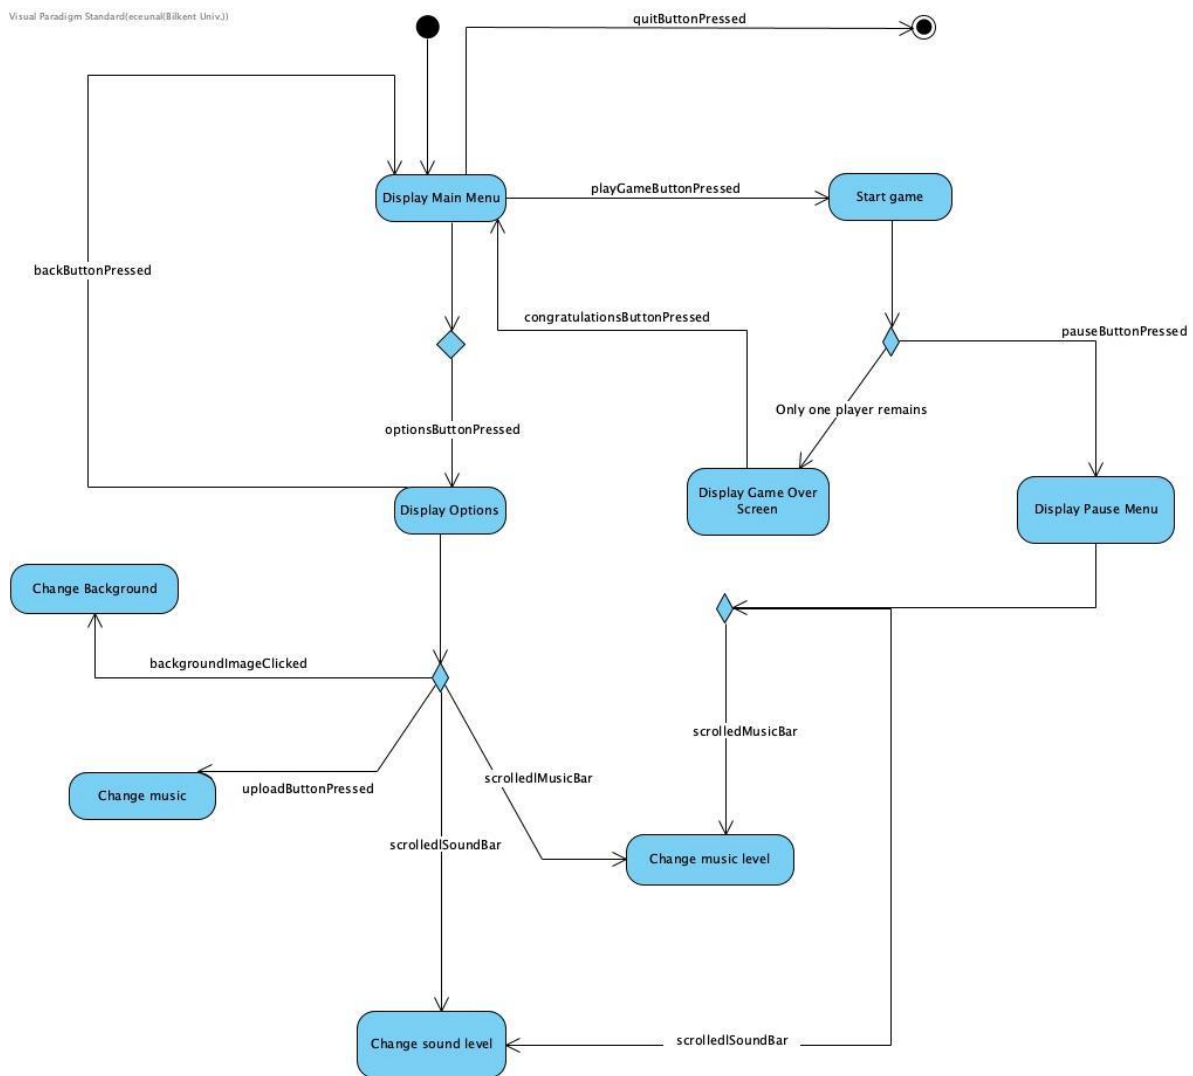 Visual Paradigm Standard(eceunal(Bilkent Univ.))
quitButtonPressed
Display Main Menu
playGameButtonPressed
Start game
backButtonPressed
congratulationsButtonPressed
pauseButtonPressed
Only one player remains
optionsButtonPressed
Display Options
Display Game Over
Screen
Display Pause Menu
Change Background
backgroundImageClicked
scrolledMusicBar
scrolledlMusicBar
Change music
uploadButtonPressed
scrolledlSoundBar
Change music level
Change sound level
scrolledlSoundBar